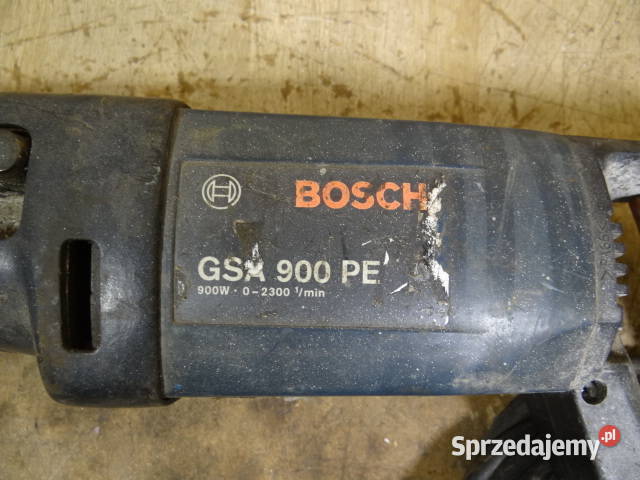 BOSCH
GSA 900 PE
900W · 0 – 2300 ¹/min
Sprzedajemy.pl